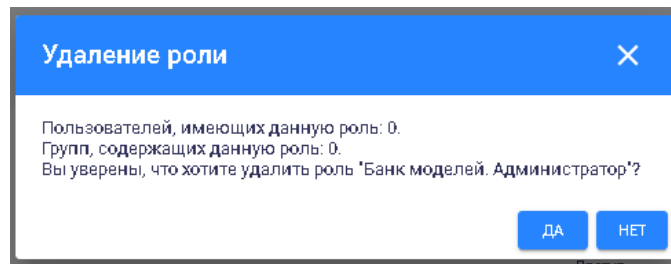 Удаление роли
Пользователей, имеющих данную роль: 0.
Групп, содержащих данную роль: 0.
Вы уверены, что хотите удалить роль "Банк моделей. Администратор"?
ДА НЕТ